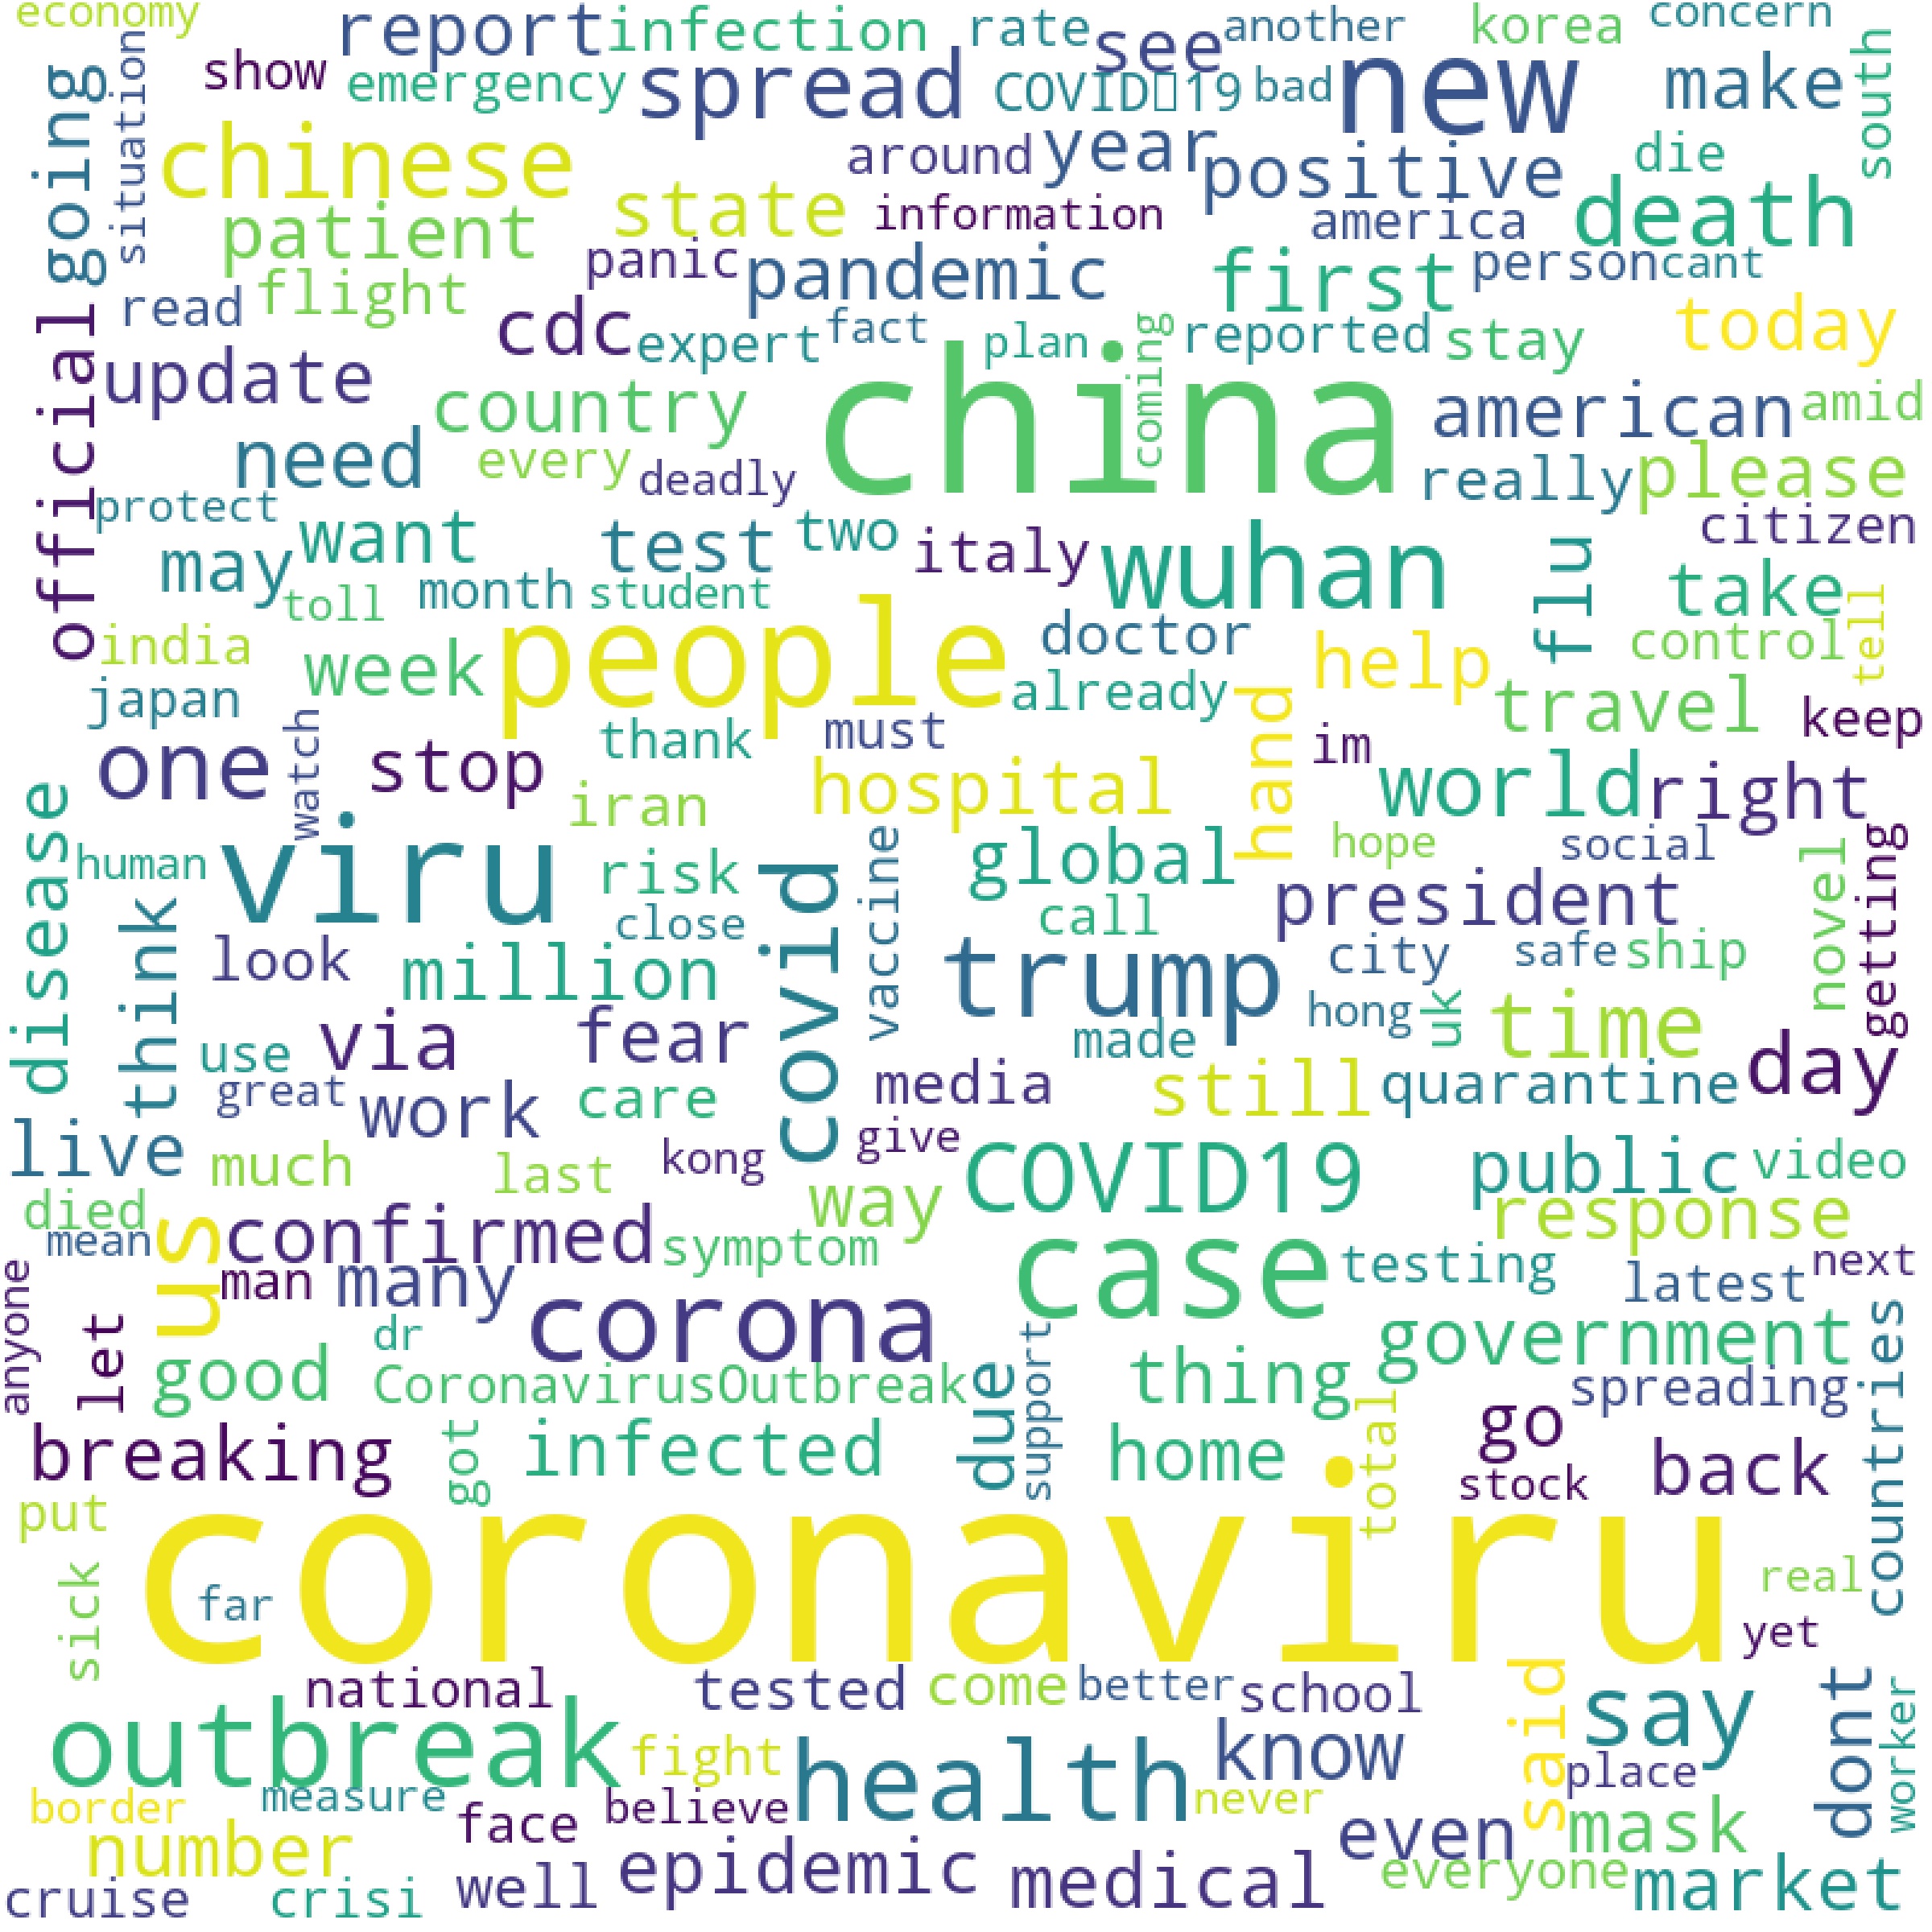 economy
report
infection
rate
see
another
korea
concern
show
emergency
spread
COVID▯19
bad
new
make
south
going
situation
chinese
around
year
positive
die
death
patient
state
information
america
panic
pandemic
first
person
cant
read
flight
cdc
expert
fact
plan
coming
reported
stay
today
official
update
country
china
american
amid
need
every
deadly
really
please
protect
want
test
two
italy
wuhan
flu
citizen
may
toll
month
student
take
tell
india
week
people
doctor
already
help
control
japan
watch
thank
must
hand
im
travel
keep
one
stop
iran
hospital
world
right
disease
human
viru
risk
close
covid
vaccine
global
call
hope
social
president
novel
getting
think
look
million
trump
city
safe
ship
hong
uk
use
via
fear
made
time
day
great
work
care
media
still
quarantine
live
much
last
kong
give
COVID19
public
video
died
mean
us
confirmed
symptom
way
response
case
testing
latest
next
man
many
corona
anyone
let
good
dr
CoronavirusOutbreak
due
support
thing
government
countries
spreading
breaking
got
infected
home
total
go
stock
back
put
sick
far
coronaviru
real
yet
national
tested
come
better
school
said
say
dont
worker
outbreak
fight
health
know
place
border
measure
face
believe
never
even
mask
number
cruise
crisi
well
epidemic
medical
everyone
market